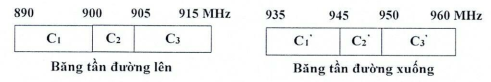 890 900 905 915 MHz
C₁ C₂ C₃
Băng tần đường lên
935 945 950 960 MHz
C₁' C₂' C₃'
Băng tần đường xuống